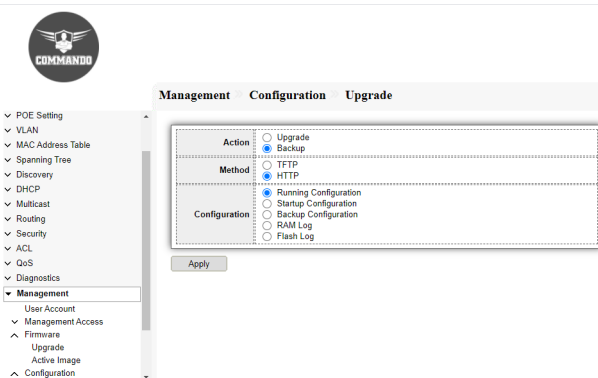 COMMANDO
Management Configuration Upgrade
POE Setting
VLAN
MAC Address Table
Spanning Tree
Discovery
DHCP
Multicast
Routing
Security
ACL
QoS
Diagnostics
Management
User Account
Management Access
Firmware
Upgrade
Active Image
Configuration
Action
Upgrade
Backup
Method
TFTP
HTTP
Configuration
Running Configuration
Startup Configuration
Backup Configuration
RAM Log
Flash Log
Apply